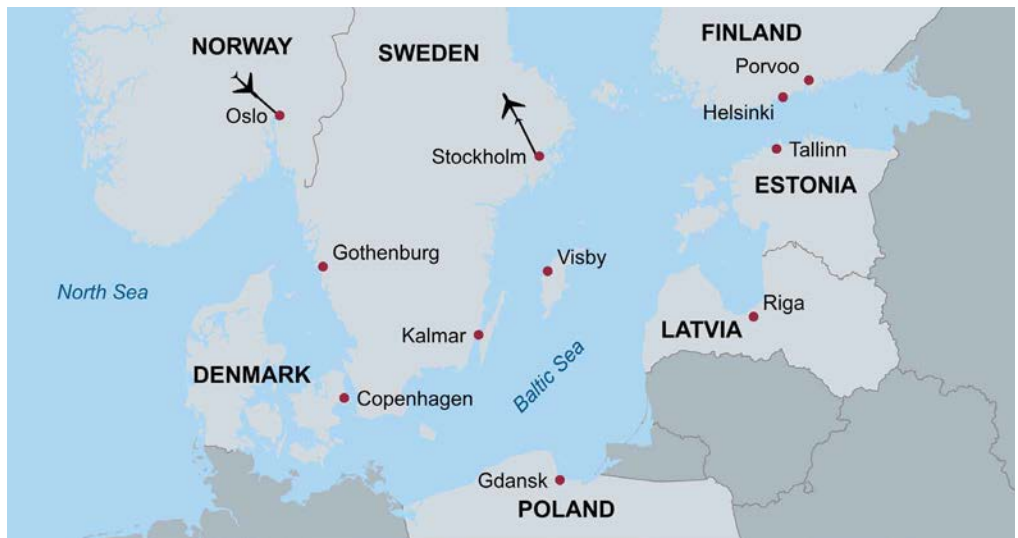 NORWAY
SWEDEN
FINLAND
Porvoo
Oslo
Helsinki
Stockholm
Tallinn
ESTONIA
Gothenburg
Visby
North Sea
Riga
Kalmar
LATVIA
DENMARK
Baltic Sea
Copenhagen
Gdansk
POLAND